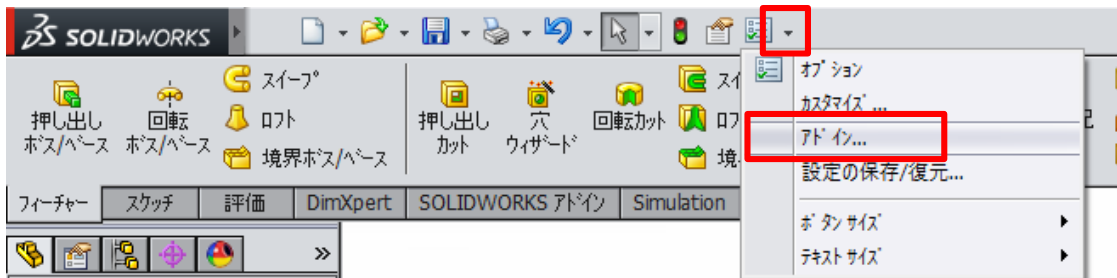 SOLIDWORKS
オプション
カスタマイズ...
アドイン...
設定の保存/復元...
ボタン サイズ
テキスト サイズ
押し出し
ボス/ベース
回転
ボス/ベース
スイープ
ロフト
境界ボス/ベース
押し出し
カット
穴
ウィザード
回転カット
スイ
ロフ
境
フィーチャー
スケッチ
評価
DimXpert
SOLIDWORKS アドイン
Simulation
»